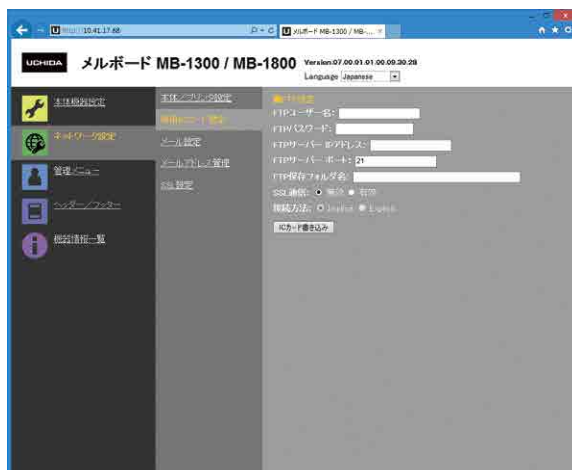 http://10.41.17.68
メルボード MB-1300 / MB-...
UCHIDA
メルボード MB-1300 / MB-1800
Version:07.00.01.01.00.09.30.28
Language Japanese
本体機器設定
ネットワーク設定
管理メニュー
ヘッダー／フッター
機器情報一覧
本体／プリンタ設定
メール設定
メールアドレス管理
SSL設定
FTPユーザー名:
FTPパスワード:
FTPサーバー IPアドレス:
FTPサーバー ポート: 21
FTP保存フォルダ名:
SSL通信: 無効 有効
接続方法: Implicit Explicit
ICカード書き込み